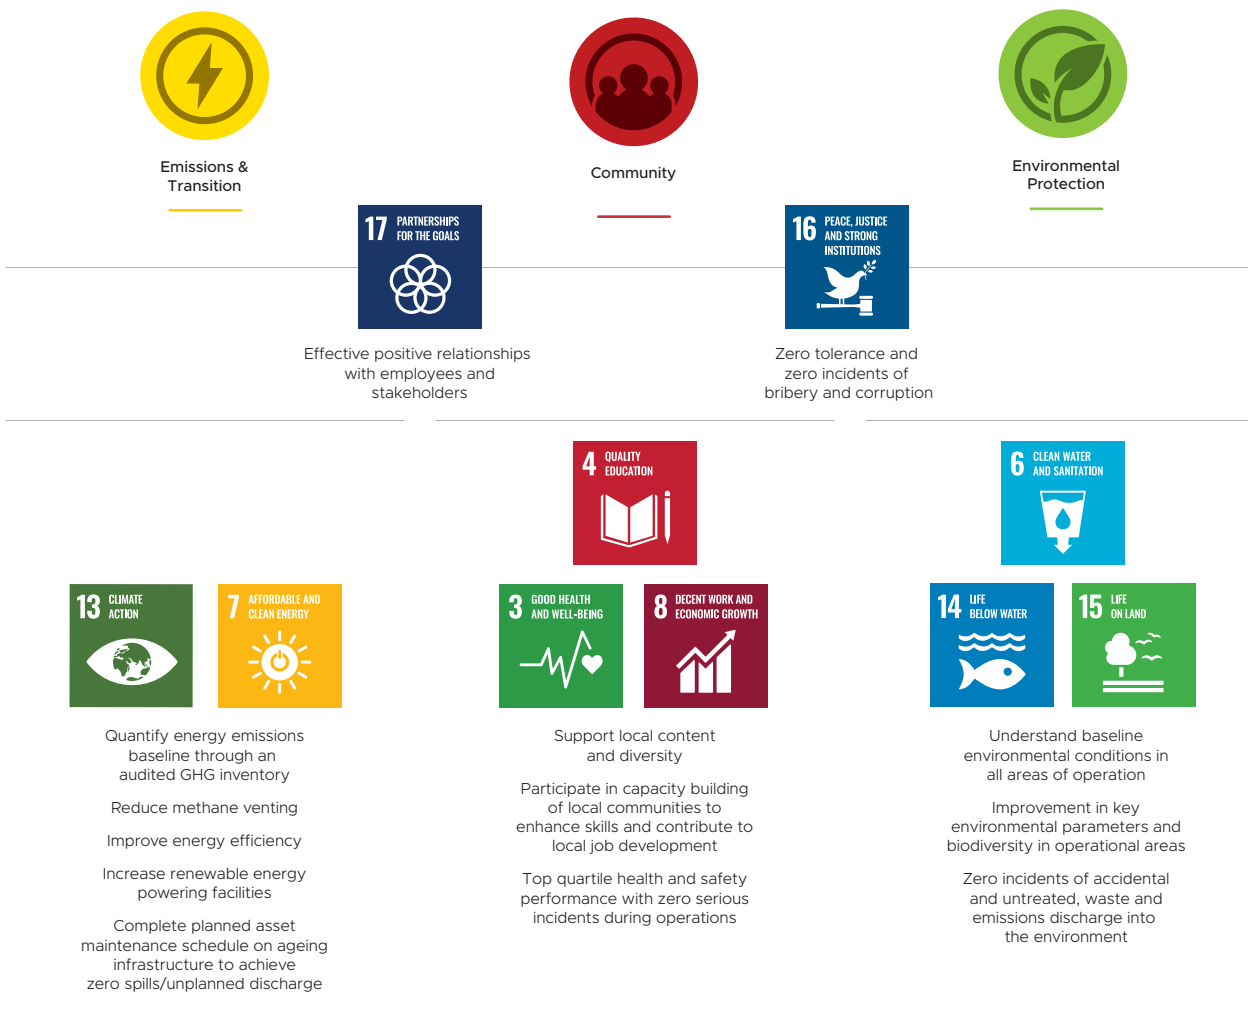 Emissions &
Transition
Community
Environmental
Protection
17 PARTNERSHIPS
FOR THE GOALS
16 PEACE, JUSTICE
AND STRONG
INSTITUTIONS
Effective positive relationships
with employees and
stakeholders
Zero tolerance and
zero incidents of
bribery and corruption
4 QUALITY
EDUCATION
6 CLEAN WATER
AND SANITATION
13 CLIMATE
ACTION
7 AFFORDABLE AND
CLEAN ENERGY
3 GOOD HEALTH
AND WELL-BEING
8 DECENT WORK AND
ECONOMIC GROWTH
14 LIFE
BELOW WATER
15 LIFE
ON LAND
Quantify energy emissions
baseline through an
audited GHG inventory
Reduce methane venting
Improve energy efficiency
Increase renewable energy
powering facilities
Complete planned asset
maintenance schedule on ageing
infrastructure to achieve
zero spills/unplanned discharge
Support local content
and diversity
Participate in capacity building
of local communities to
enhance skills and contribute to
local job development
Top quartile health and safety
performance with zero serious
incidents during operations
Understand baseline
environmental conditions in
all areas of operation
Improvement in key
environmental parameters and
biodiversity in operational areas
Zero incidents of accidental
and untreated, waste and
emissions discharge into
the environment